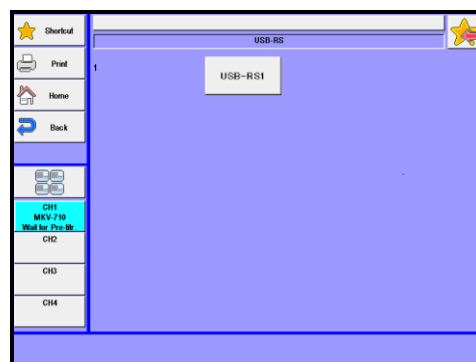 Shortcut
USB-RS
Print
1
USB-RS1
Home
Back
CH1
MKV-710
Wait for Pre-titr.
CH2
CH3
CH4